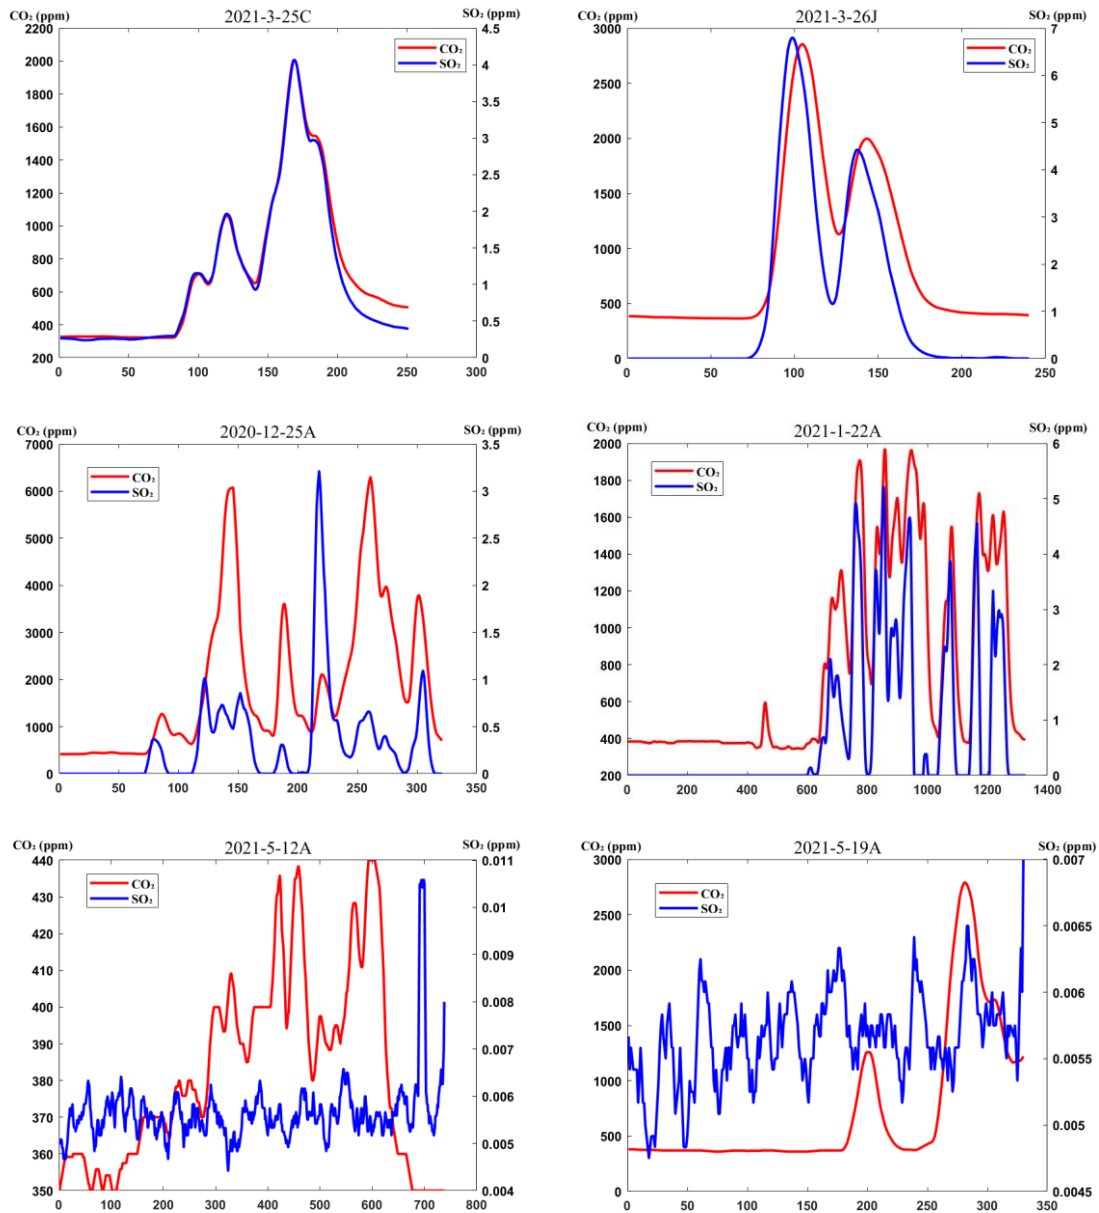 CO₂ (ppm) 2021-3-25C SO₂ (ppm)
2200 4.5
2000 4
1800 3.5
1600 3
1400 2.5
1200 2
1000 1.5
800 1
600 0.5
400 0
200
CO₂
SO₂
0 50 100 150 200 250 300
CO₂ (ppm) 2021-3-26J SO₂ (ppm)
3000 7
2500 6
2000 5
1500 4
1000 3
500 2
0 1
0
CO₂
SO₂
0 50 100 150 200 250
CO₂ (ppm) 2020-12-25A SO₂ (ppm)
7000 3.5
6000 3
5000 2.5
4000 2
3000 1.5
2000 1
1000 0.5
0 0
CO₂
SO₂
0 50 100 150 200 250 300 350
CO₂ (ppm) 2021-1-22A SO₂ (ppm)
2000 6
1800 5
1600 4
1400 3
1200 2
1000 1
800 0
600
400
200
CO₂
SO₂
0 200 400 600 800 1000 1200 1400
CO₂ (ppm) 2021-5-12A SO₂ (ppm)
440 0.011
430 0.01
420 0.009
410 0.008
400 0.007
390 0.006
380 0.005
370 0.004
360
350
CO₂
SO₂
0 100 200 300 400 500 600 700 800
CO₂ (ppm) 2021-5-19A SO₂ (ppm)
3000 0.007
2500 0.0065
2000 0.006
1500 0.0055
1000 0.005
500 0.0045
0
CO₂
SO₂
0 50 100 150 200 250 300 350